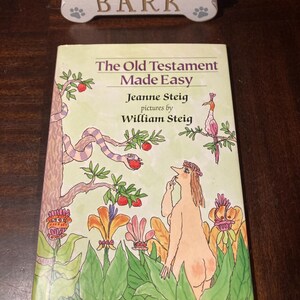 BARK
The Old Testament
Made Easy
Jeanne Steig
pictures by
William Steig